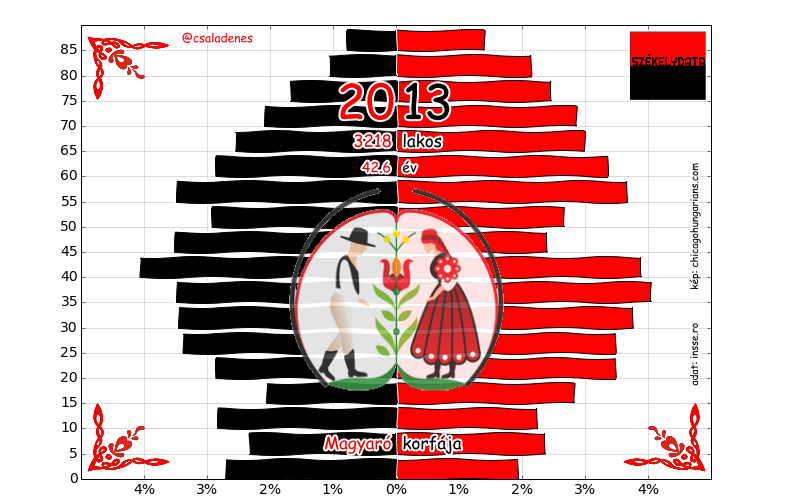 @csaladenes
SZÉKELYDATA
2013
3218 lakos
42.6 év
kép: chicagohungarians.com
adat: insse.ro
Magyaró korfája
85
80
75
70
65
60
55
50
45
40
35
30
25
20
15
10
5
0
4% 3% 2% 1% 0% 1% 2% 3% 4%